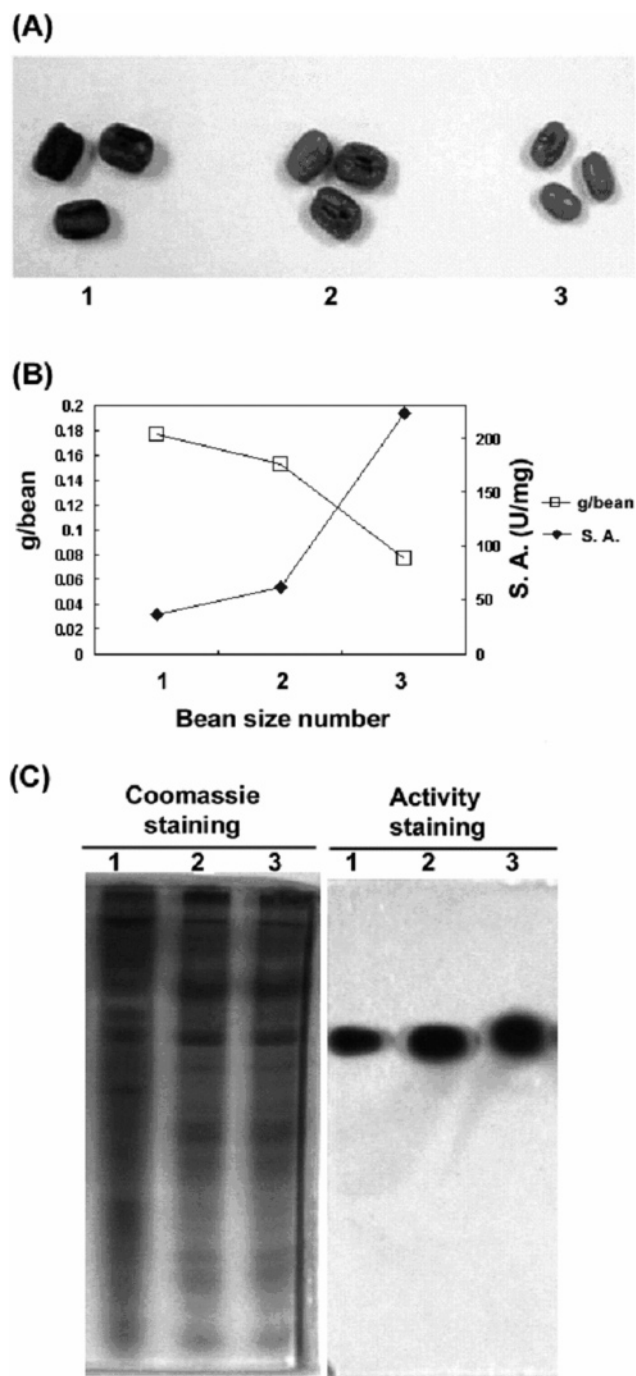 (A)
1 2 3
(B)
0.2
0.18
0.16
0.14
0.12
0.1
0.08
0.06
0.04
0.02
0
g/bean
200
150
100
50
0
S. A. (U/mg)
g/bean
S. A.
1 2 3
Bean size number
(C)
Coomassie
staining
Activity
staining
1 2 3
1 2 3